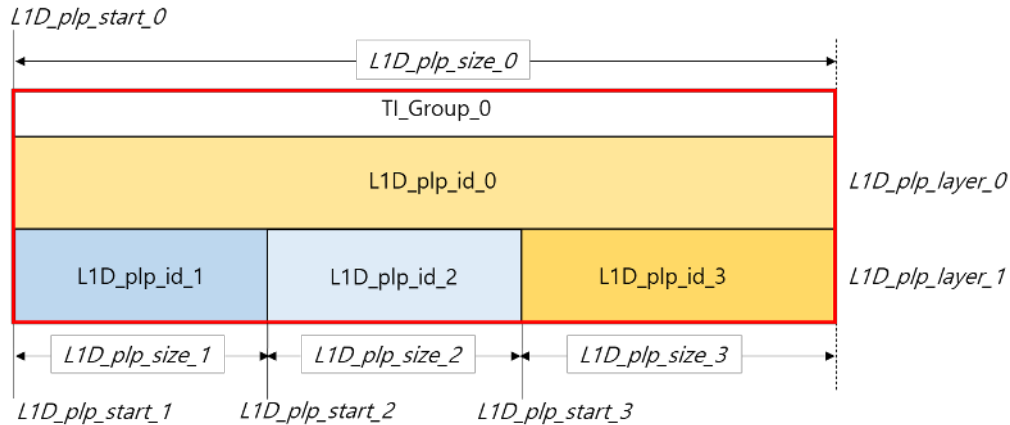 L1D_plp_start_0
L1D_plp_size_0
TI_Group_0
L1D_plp_id_0
L1D_plp_layer_0
L1D_plp_id_1
L1D_plp_id_2
L1D_plp_id_3
L1D_plp_layer_1
L1D_plp_size_1
L1D_plp_size_2
L1D_plp_size_3
L1D_plp_start_1
L1D_plp_start_2
L1D_plp_start_3